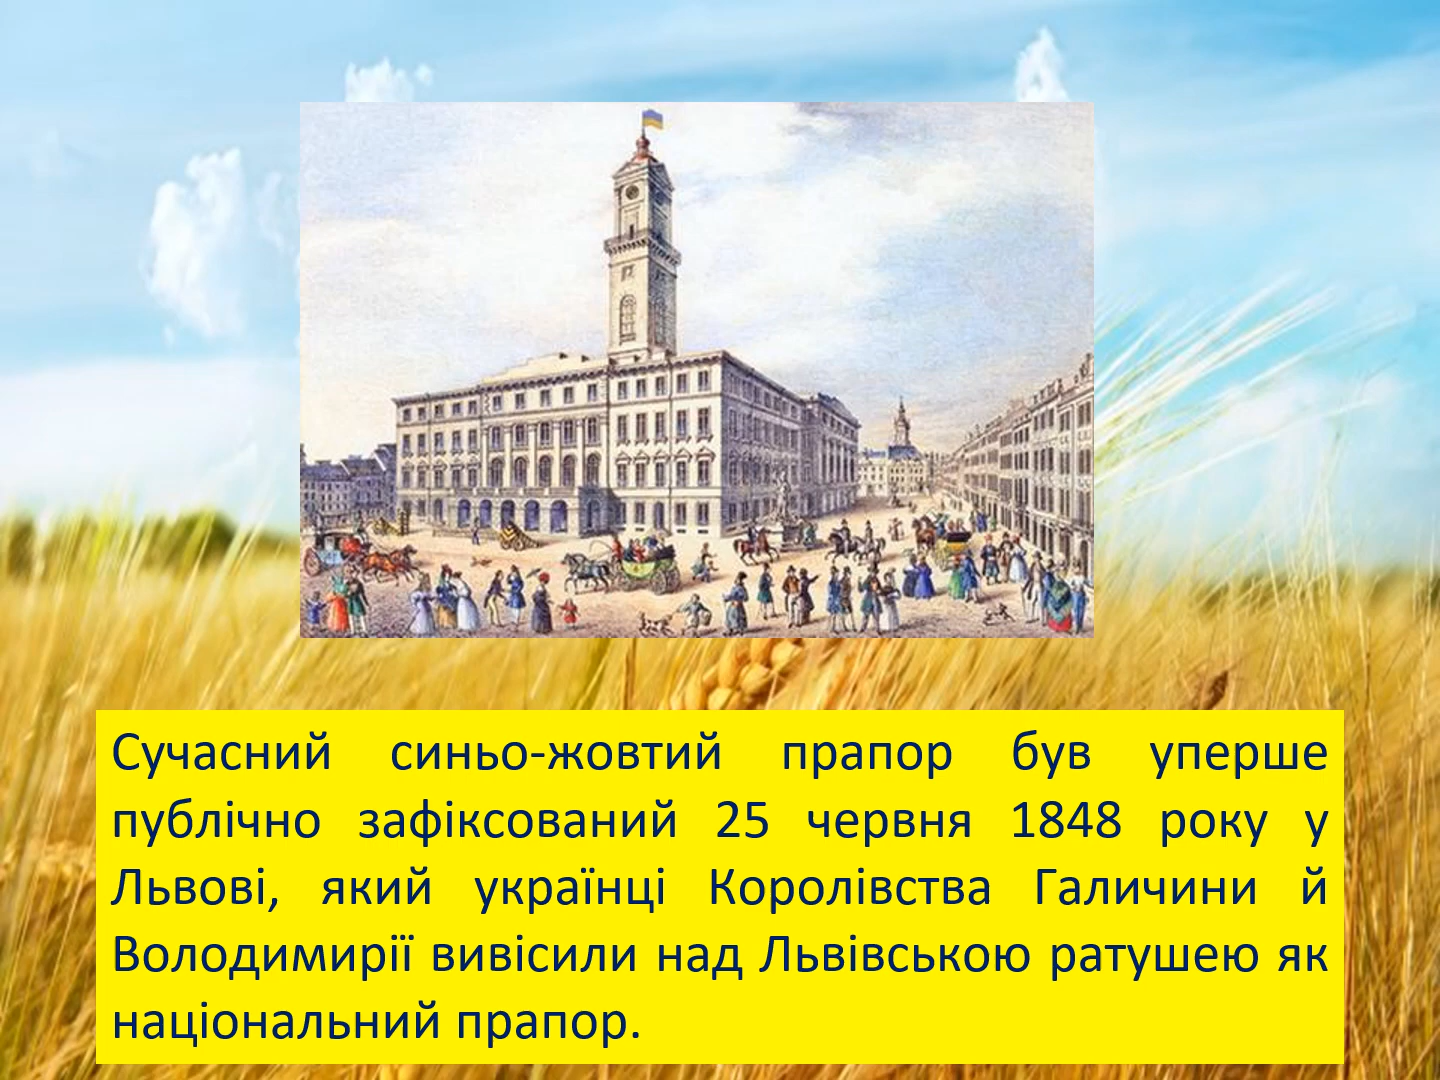 Сучасний синьо-жовтий прапор був уперше
публічно зафіксований 25 червня 1848 року у
Львові, який українці Королівства Галичини й
Володимирії вивісили над Львівською ратушею як
національний прапор.